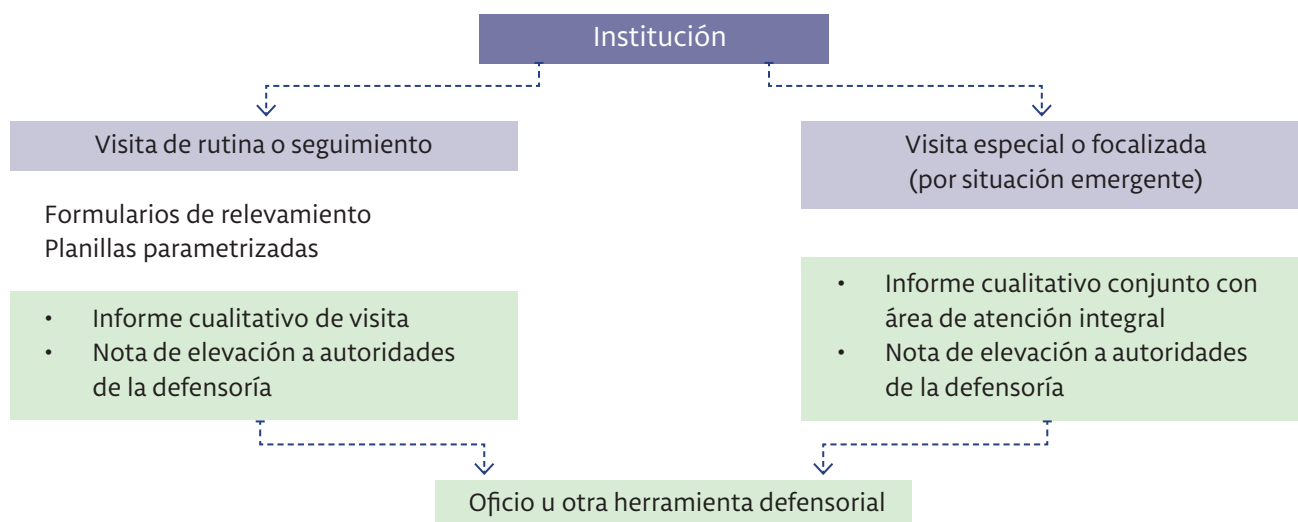 Institución
Visita de rutina o seguimiento
Formularios de relevamiento
Planillas parametrizadas
• Informe cualitativo de visita
• Nota de elevación a autoridades
de la defensoría
Visita especial o focalizada
(por situación emergente)
• Informe cualitativo conjunto con
área de atención integral
• Nota de elevación a autoridades
de la defensoría
Oficio u otra herramienta defensorial